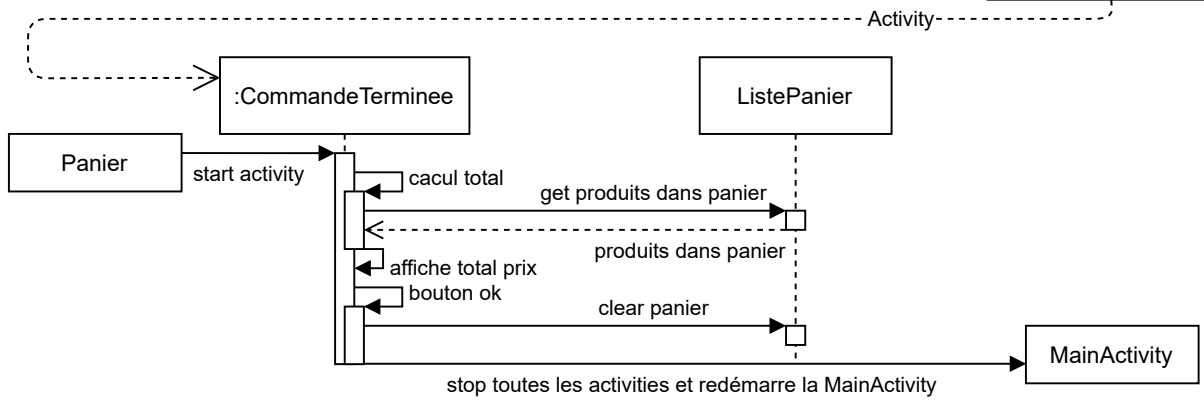 Activity
:CommandeTerminee
ListePanier
Panier
start activity
cacul total
get produits dans panier
produits dans panier
affiche total prix
bouton ok
clear panier
MainActivity
stop toutes les activities et redémarre la MainActivity